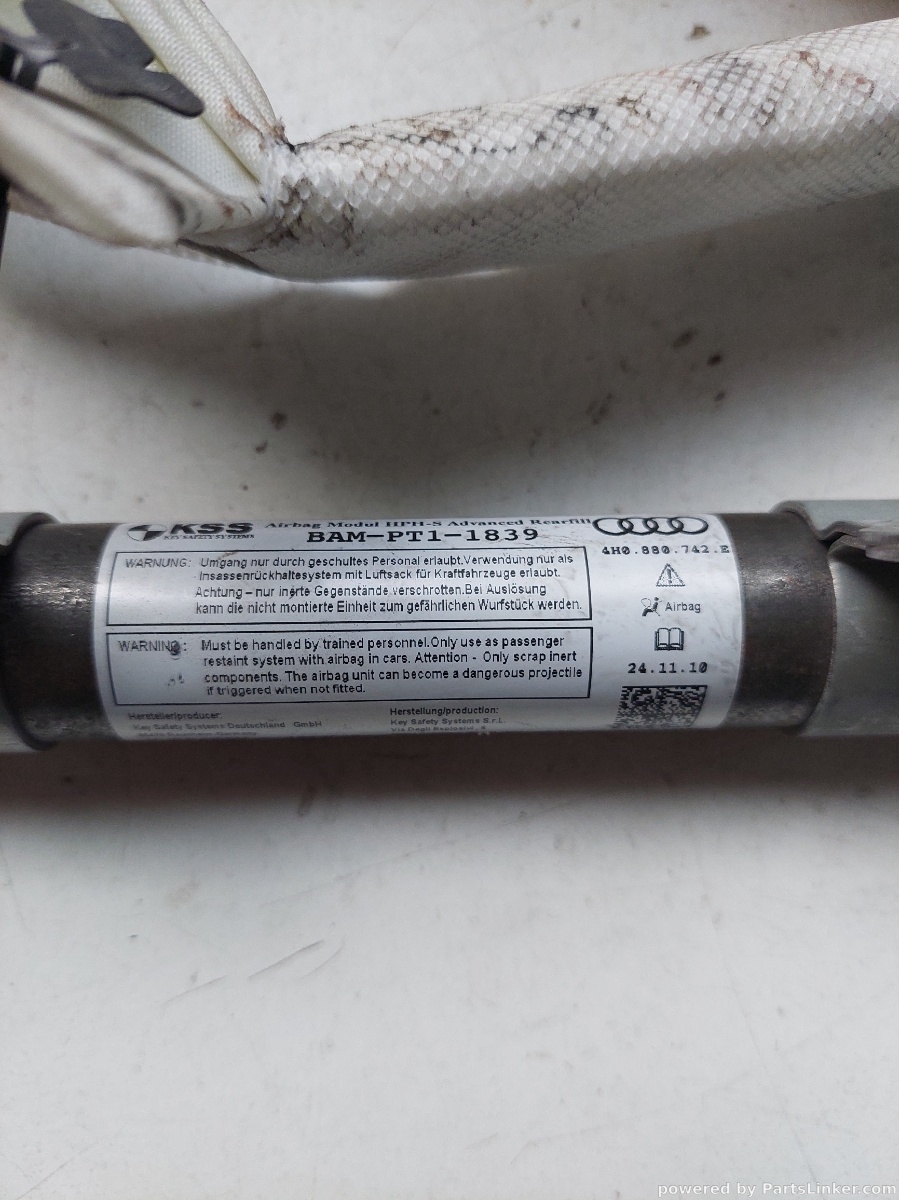 KSS
KEY SAFETY SYSTEMS
Airbag Modul HPH-S Advanced Rearfill
BAM-PT1-1839
4H0.880.742.E
WARNUNG: Umgang nur durch geschultes Personal erlaubt.Verwendung nur als
Insassenrückhaltesystem mit Luftsack für Kraftfahrzeuge erlaubt.
Achtung - nur inerte Gegenstände verschrotten.Bei Auslösung
kann die nicht montierte Einheit zum gefährlichen Wurfstück werden.
WARNING: Must be handled by trained personnel.Only use as passenger
restaint system with airbag in cars. Attention - Only scrap inert
components. The airbag unit can become a dangerous projectile
if triggered when not fitted.
Airbag
24.11.10
Hersteller/producer:
Key Safety Systems Deutschland GmbH
Herstellung/production:
Key Safety Systems S.r.L.
Via Degli
powered by PartsLinker.com